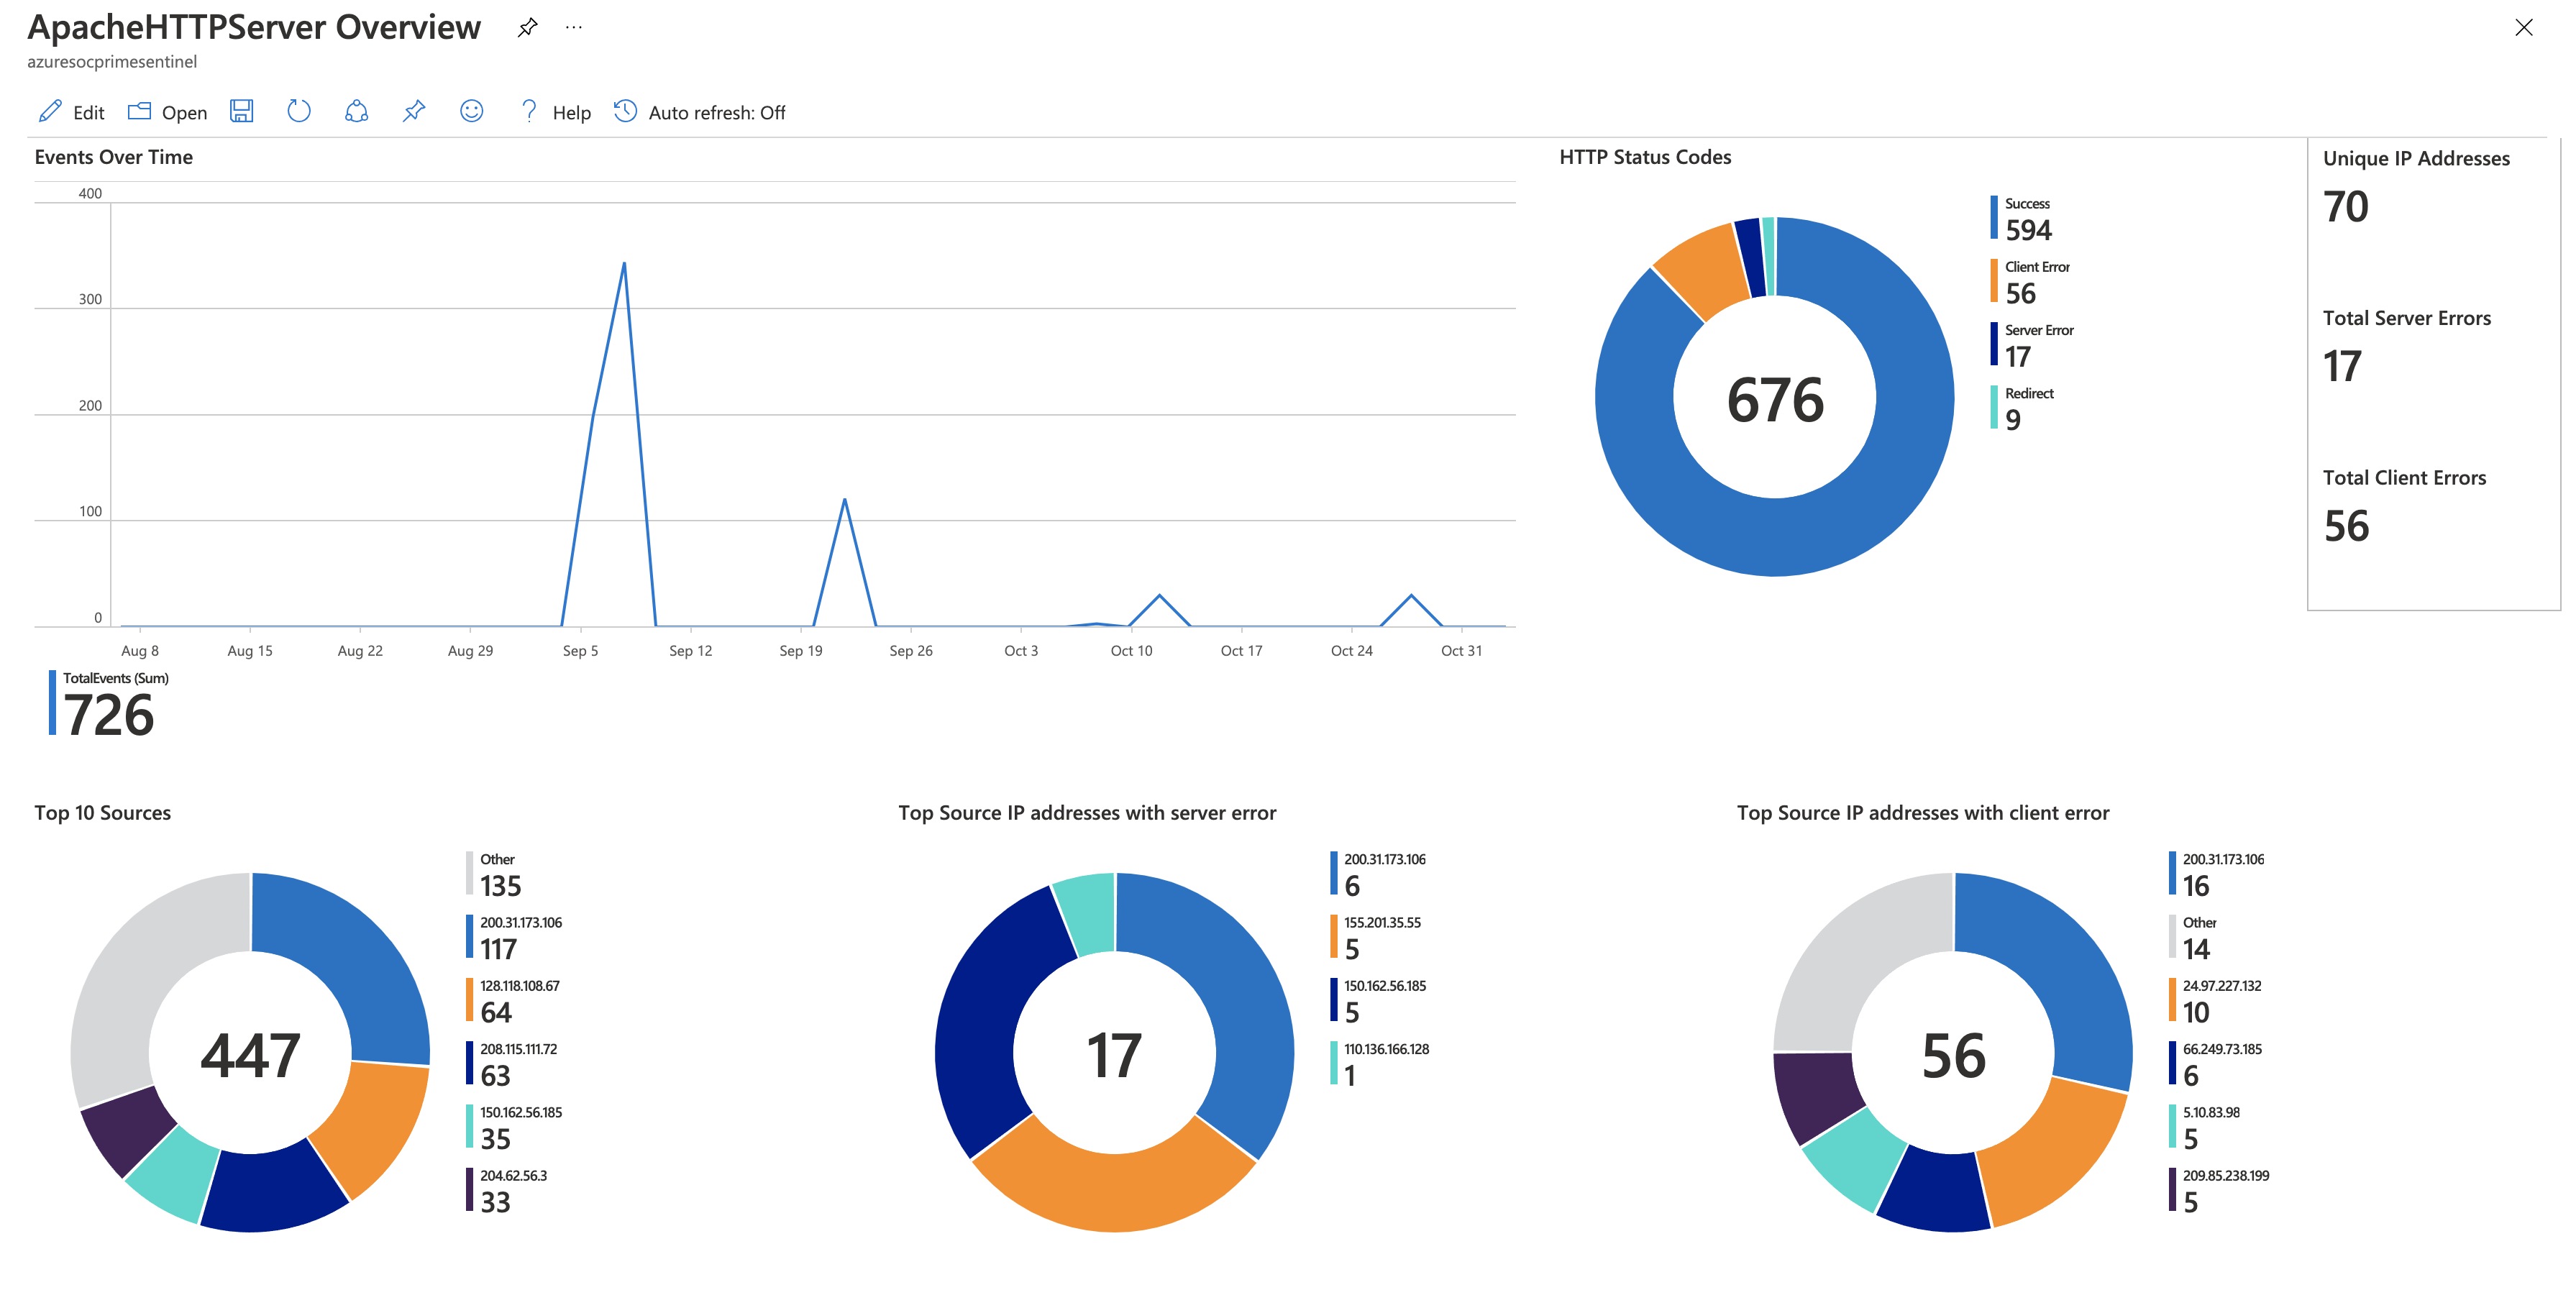 ApacheHTTPServer Overview
azuresocprimesentinel
Edit Open Help Auto refresh: Off
Events Over Time
400
300
200
100
0
Aug 8 Aug 15 Aug 22 Aug 29 Sep 5 Sep 12 Sep 19 Sep 26 Oct 3 Oct 10 Oct 17 Oct 24 Oct 31
TotalEvents (Sum)
726
HTTP Status Codes
676
Success
594
Client Error
56
Server Error
17
Redirect
9
Unique IP Addresses
70
Total Server Errors
17
Total Client Errors
56
Top 10 Sources
447
Other
135
200.31.173.106
117
128.118.108.67
64
208.115.111.72
63
150.162.56.185
35
204.62.56.3
33
Top Source IP addresses with server error
17
200.31.173.106
6
155.201.35.55
5
150.162.56.185
5
110.136.166.128
1
Top Source IP addresses with client error
56
200.31.173.106
16
Other
14
24.97.227.132
10
66.249.73.185
6
5.10.83.98
5
209.85.238.199
5